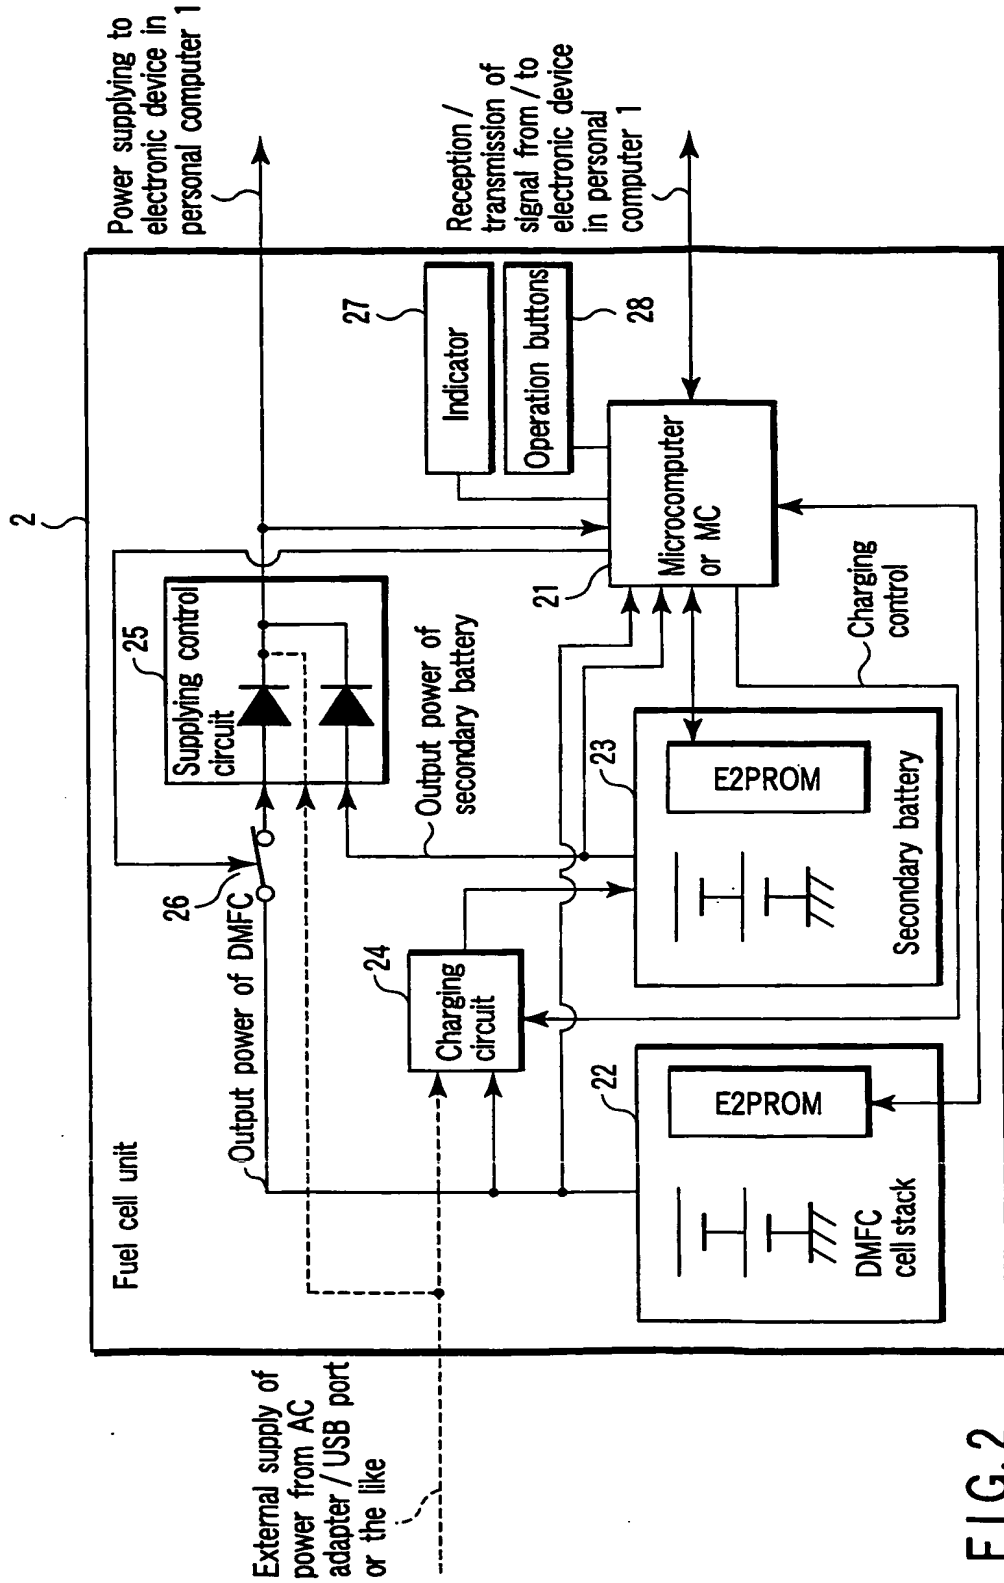 2
Fuel cell unit
Power supplying to
electronic device in
personal computer 1
25
Supplying control
circuit
26
Output power of DMFC
External supply of
power from AC
adapter / USB port
or the like
24
Charging
circuit
Output power of
secondary battery
27
Indicator
28
Operation buttons
Reception /
transmission of
signal from / to
electronic device
in personal
computer 1
21
Microcomputer
or MC
22
E2PROM
DMFC
cell stack
23
E2PROM
Secondary battery
Charging
control
FIG. 2